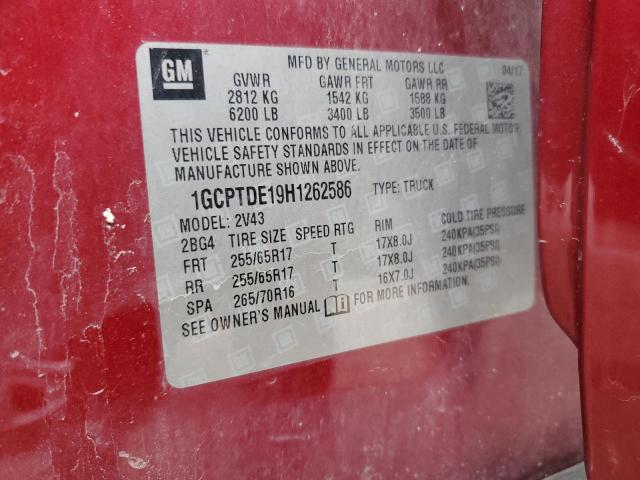 GM
MFD BY GENERAL MOTORS LLC 04/17
GVWR GAWR FRT GAWR RR
2812 KG 1542 KG 1588 KG
6200 LB 3400 LB 3500 LB
THIS VEHICLE CONFORMS TO ALL APPLICABLE U.S. FEDERAL MOTOR
VEHICLE SAFETY STANDARDS IN EFFECT ON THE DATE OF
MANUFACTURE SHOWN ABOVE.
1GCPTDE19H1262586 TYPE: TRUCK
MODEL: 2V43
2BG4 TIRE SIZE SPEED RTG RIM COLD TIRE PRESSURE
FRT 255/65R17 T 17X8.0J 240KPA(35PSI)
RR 255/65R17 T 17X8.0J 240KPA(35PSI)
SPA 265/70R16 T 16X7.0J 240KPA(35PSI)
SEE OWNER'S MANUAL FOR MORE INFORMATION.